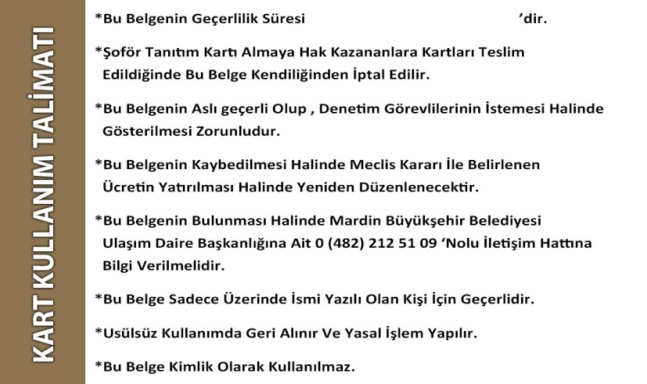 KART KULLANIM TALİMATI
*Bu Belgenin Geçerlilik Süresi ’dir.
*Şoför Tanıtım Kartı Almaya Hak Kazananlara Kartları Teslim
Edildiğinde Bu Belge Kendiliğinden İptal Edilir.
*Bu Belgenin Aslı geçerli Olup , Denetim Görevlilerinin İstemesi Halinde
Gösterilmesi Zorunludur.
*Bu Belgenin Kaybedilmesi Halinde Meclis Kararı İle Belirlenen
Ücretin Yatırılması Halinde Yeniden Düzenlenecektir.
*Bu Belgenin Bulunması Halinde Mardin Büyükşehir Belediyesi
Ulaşım Daire Başkanlığına Ait 0 (482) 212 51 09 ‘Nolu İletişim Hattına
Bilgi Verilmelidir.
*Bu Belge Sadece Üzerinde İsmi Yazılı Olan Kişi İçin Geçerlidir.
*Usülsüz Kullanımda Geri Alınır Ve Yasal İşlem Yapılır.
*Bu Belge Kimlik Olarak Kullanılmaz.